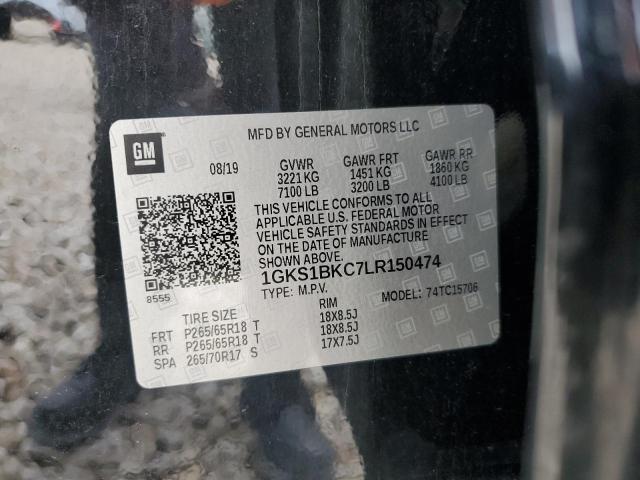 MFD BY GENERAL MOTORS LLC
GM
08/19 GVWR GAWR FRT GAWR RR
3221 KG 1451 KG 1860 KG
7100 LB 3200 LB 4100 LB
THIS VEHICLE CONFORMS TO ALL
APPLICABLE U.S. FEDERAL MOTOR
VEHICLE SAFETY STANDARDS IN EFFECT
ON THE DATE OF MANUFACTURE
SHOWN ABOVE.
1GKS1BKC7LR150474
8555
TYPE: M.P.V. MODEL: 74TC15706
TIRE SIZE RIM
FRT P265/65R18 T 18X8.5J
RR P265/65R18 T 18X8.5J
SPA 265/70R17 S 17X7.5J